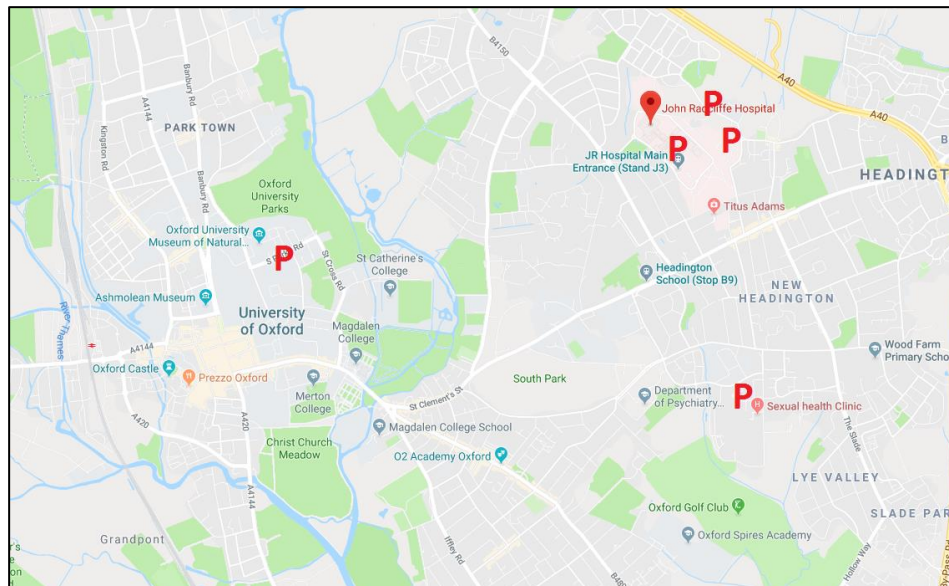 B4150
A40
Banbury Rd
A4144
Kingston Rd
PARK TOWN
P
John Radcliffe Hospital
P
P
A40
JR Hospital Main
Entrance (Stand J3)
HEADINGT
Oxford
University
Parks
Banbury Rd
Titus Adams
Oxford University
Museum of Natural...
P
St Cross Rd
St Catherine's
College
Headington
School (Stop B9)
NEW
HEADINGTON
Ashmolean Museum
University
of Oxford
River Thames
Magdalen
College
A4144
Wood Farm
Primary Scho
Oxford Castle
Prezzo Oxford
South Park
Merton
College
St Clement's St
Department
of Psychiatry...
P
Sexual health Clinic
A420
A420
Magdalen College School
The Slade
Christ Church
Meadow
O2 Academy Oxford
LYE VALLEY
A4144
Oxford Golf Club
SLADE PAR
Grandpont
Iffley Rd
Oxford Spires Academy
Hollow Way
B480